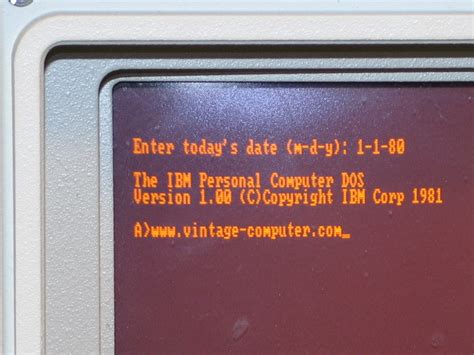 Enter today's date (m-d-y): 1-1-80
The IBM Personal Computer DOS
Version 1.00 (C)Copyright IBM Corp 1981
A>www.vintage-computer.com_